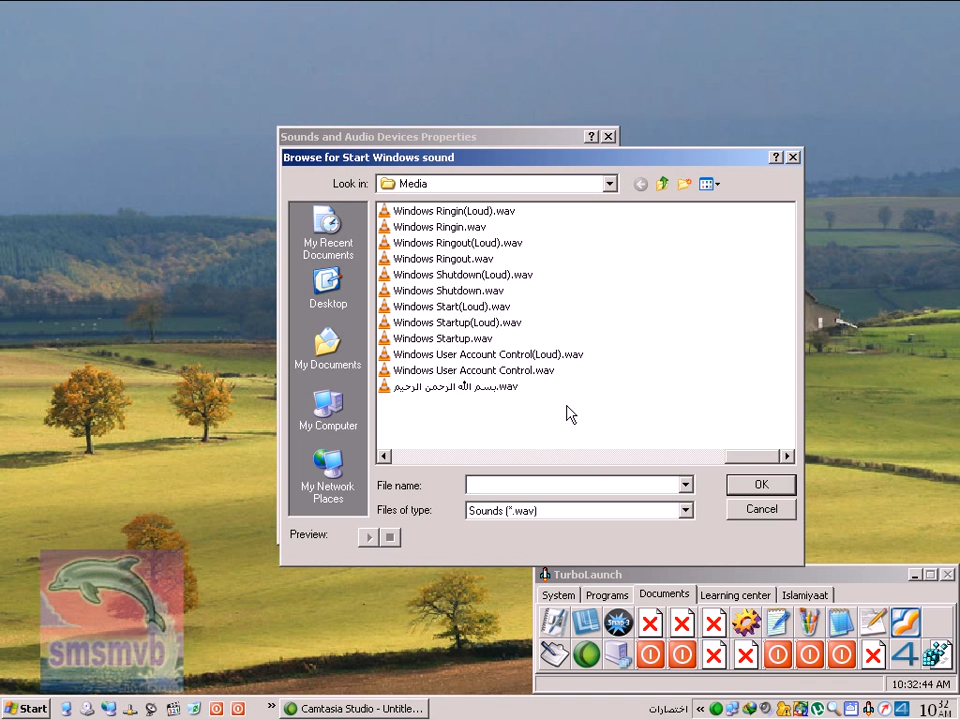 Sounds and Audio Devices Properties
Browse for Start Windows sound
Look in:
Media
My Recent
Documents
Desktop
My Documents
My Computer
My Network
Places
Windows Ringin(Loud).wav
Windows Ringin.wav
Windows Ringout(Loud).wav
Windows Ringout.wav
Windows Shutdown(Loud).wav
Windows Shutdown.wav
Windows Start(Loud).wav
Windows Startup(Loud).wav
Windows Startup.wav
Windows User Account Control(Loud).wav
Windows User Account Control.wav
بسم الله الرحمن الرحيم.wav
File name:
OK
Files of type:
Sounds (*.wav)
Cancel
Preview:
TurboLaunch
System Programs Documents Learning center Islamiyaat
Snap-3
10:32:44 AM
smsmvb
Start
Camtasia Studio - Untitle...
اختصارات
10 32 AM